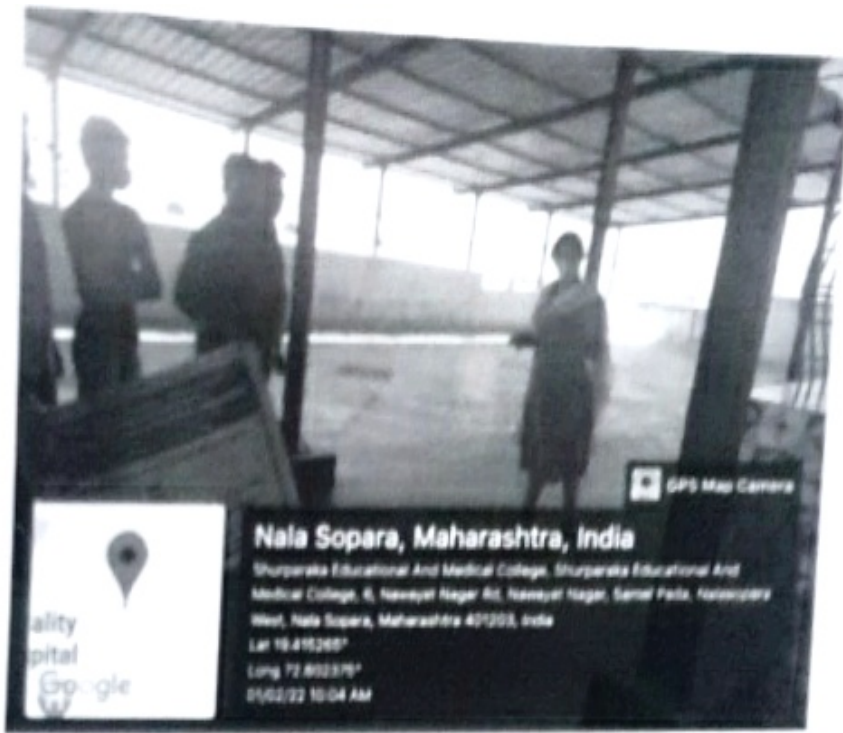 GPS Map Camera
Nala Sopara, Maharashtra, India
Shurparaka Educational And Medical College, Shurparaka Educational And
Medical College, 6, Nawayat Nagar Rd, Nawayat Nagar, Samel Pada, Nalasopara
West, Nala Sopara, Maharashtra 401203, India
Lat 19.415265°
Long 72.802375°
01/02/22 10:04 AM
ality
pital
Google